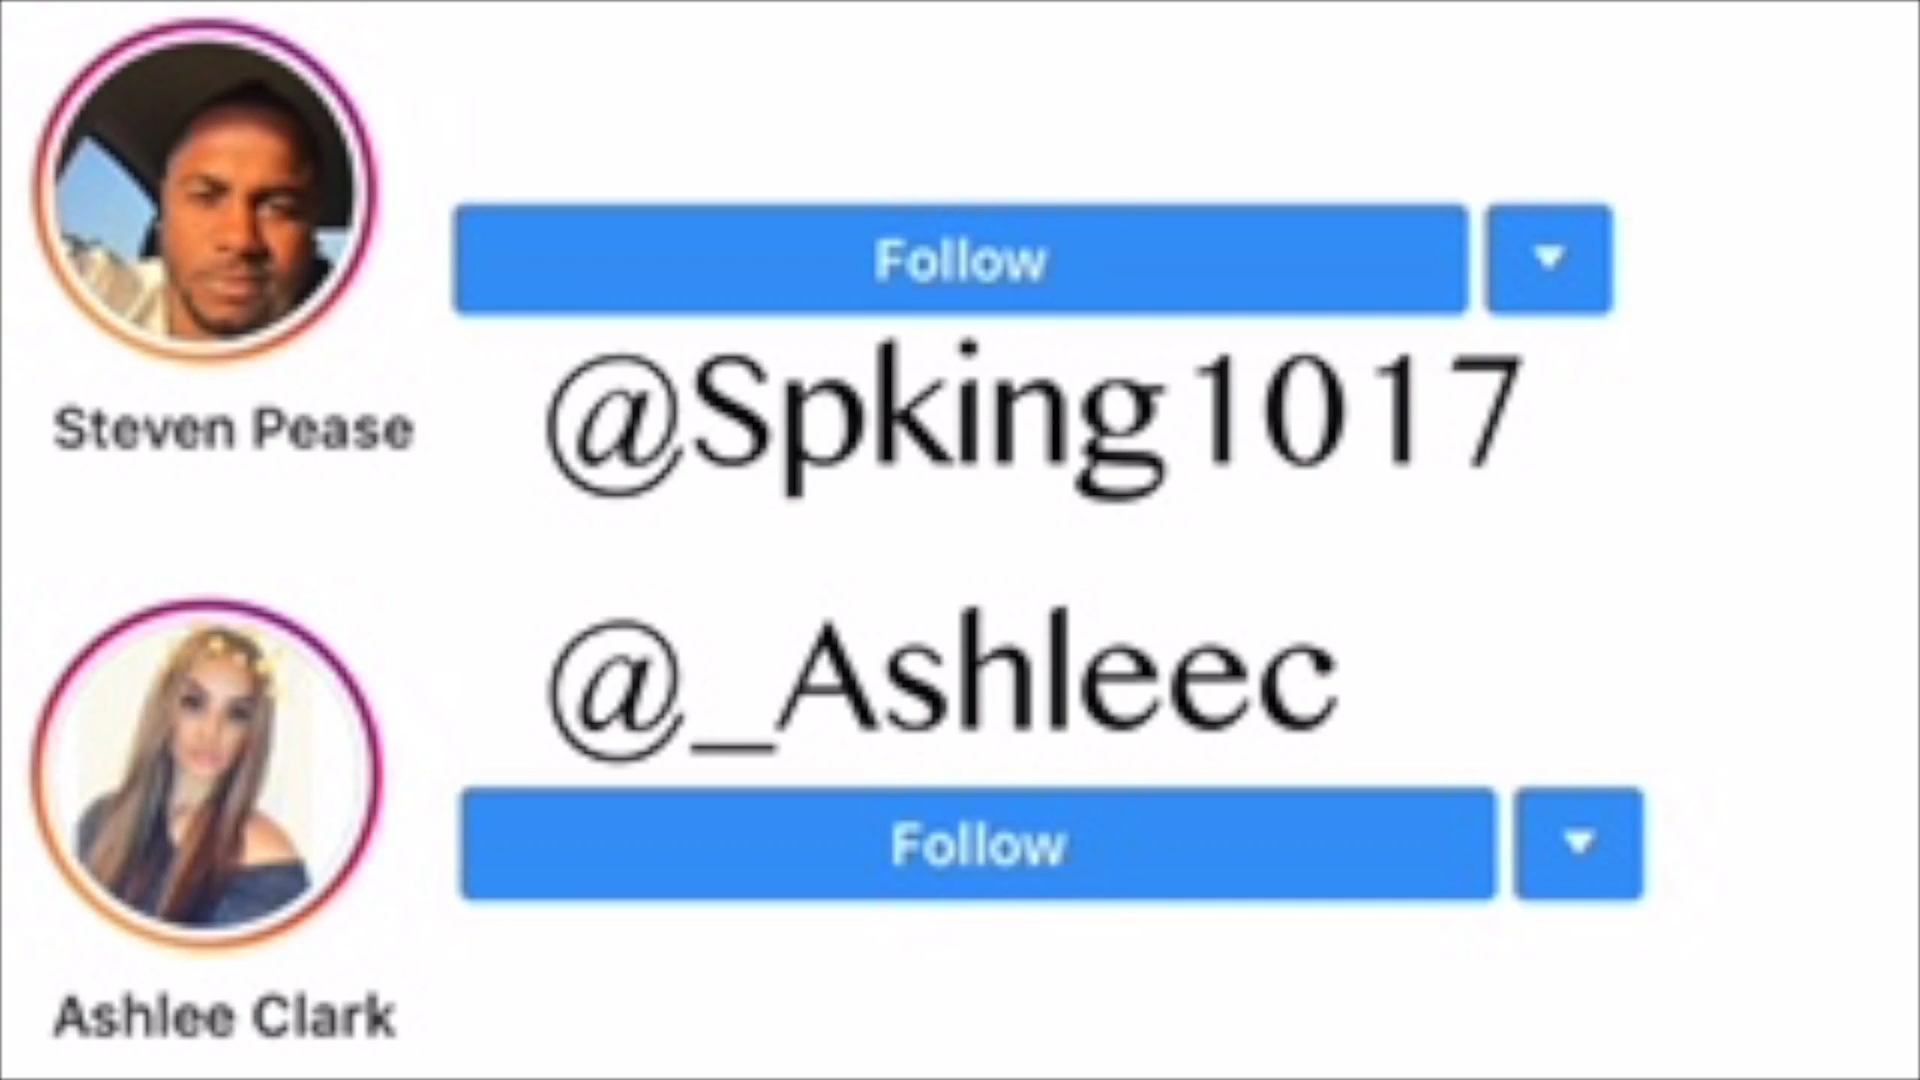 Follow
@Spking1017
Steven Pease
@_Ashleec
Follow
Ashlee Clark